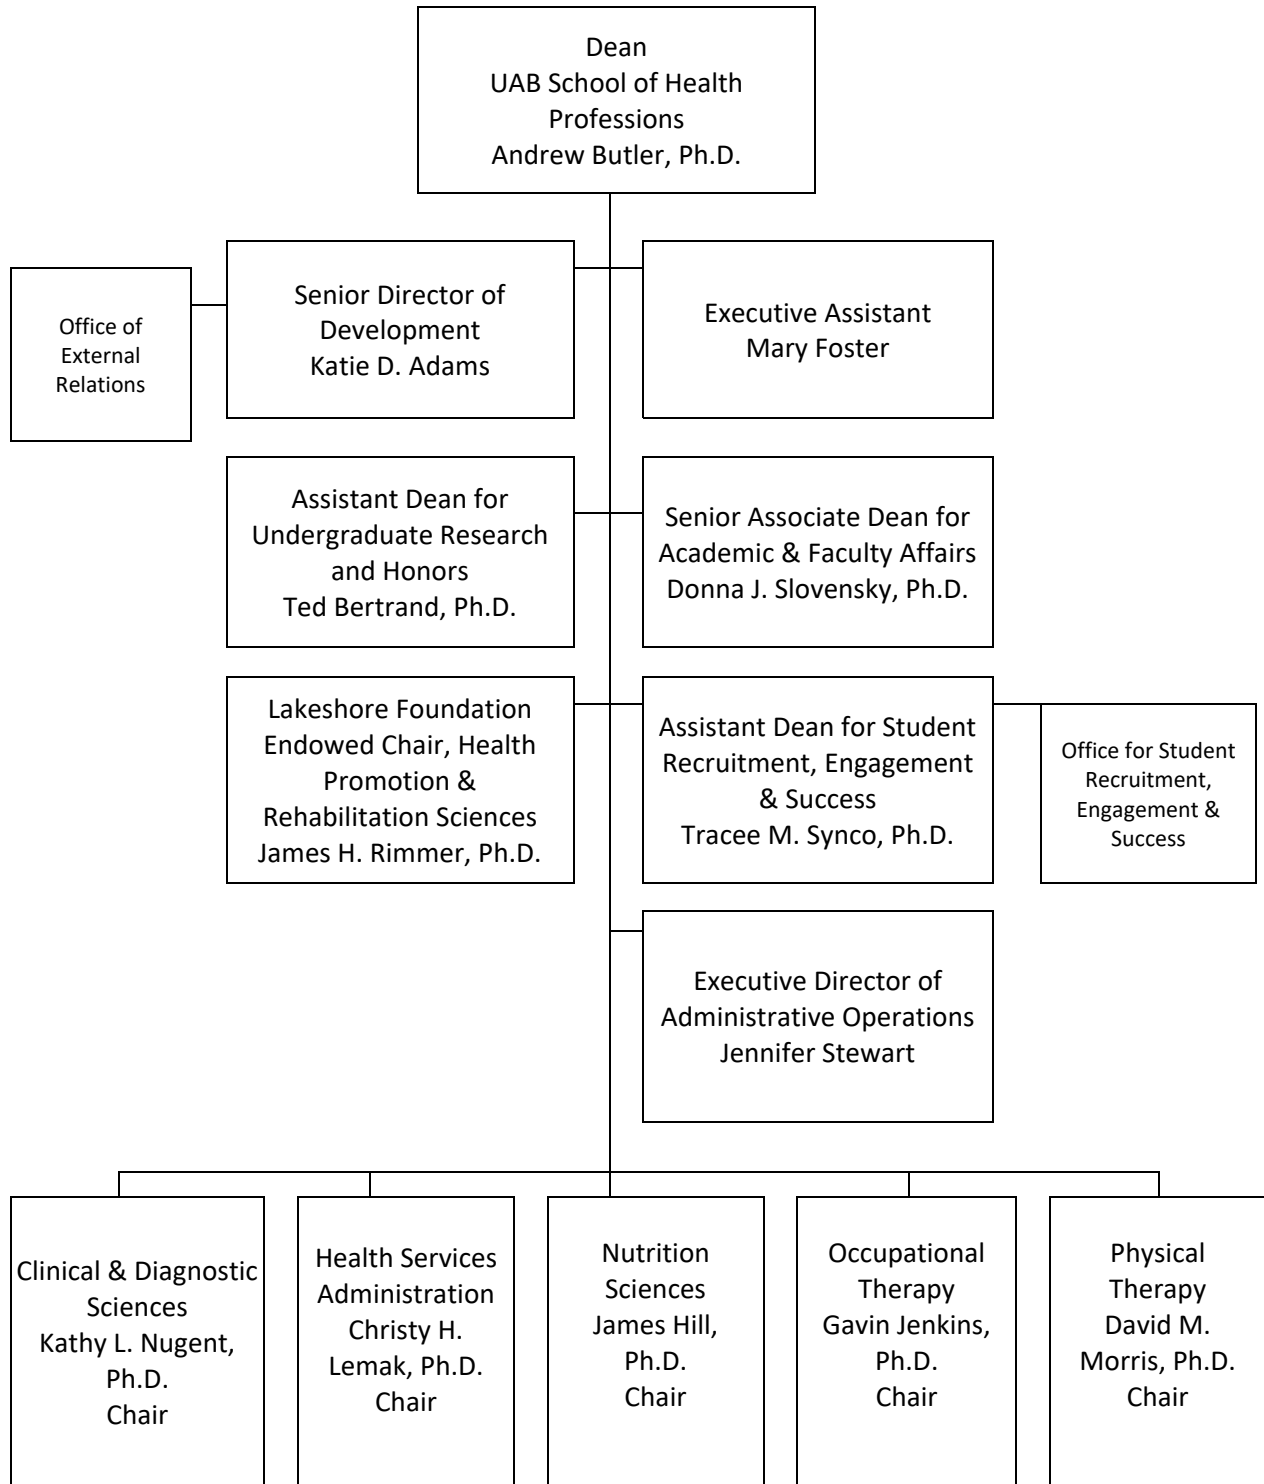 Dean
UAB School of Health
Professions
Andrew Butler, Ph.D.
Office of
External
Relations
Senior Director of
Development
Katie D. Adams
Executive Assistant
Mary Foster
Assistant Dean for
Undergraduate Research
and Honors
Ted Bertrand, Ph.D.
Senior Associate Dean for
Academic & Faculty Affairs
Donna J. Slovensky, Ph.D.
Lakeshore Foundation
Endowed Chair, Health
Promotion &
Rehabilitation Sciences
James H. Rimmer, Ph.D.
Assistant Dean for Student
Recruitment, Engagement
& Success
Tracee M. Synco, Ph.D.
Office for Student
Recruitment,
Engagement &
Success
Executive Director of
Administrative Operations
Jennifer Stewart
Clinical & Diagnostic
Sciences
Kathy L. Nugent,
Ph.D.
Chair
Health Services
Administration
Christy H.
Lemak, Ph.D.
Chair
Nutrition
Sciences
James Hill,
Ph.D.
Chair
Occupational
Therapy
Gavin Jenkins,
Ph.D.
Chair
Physical
Therapy
David M.
Morris, Ph.D.
Chair